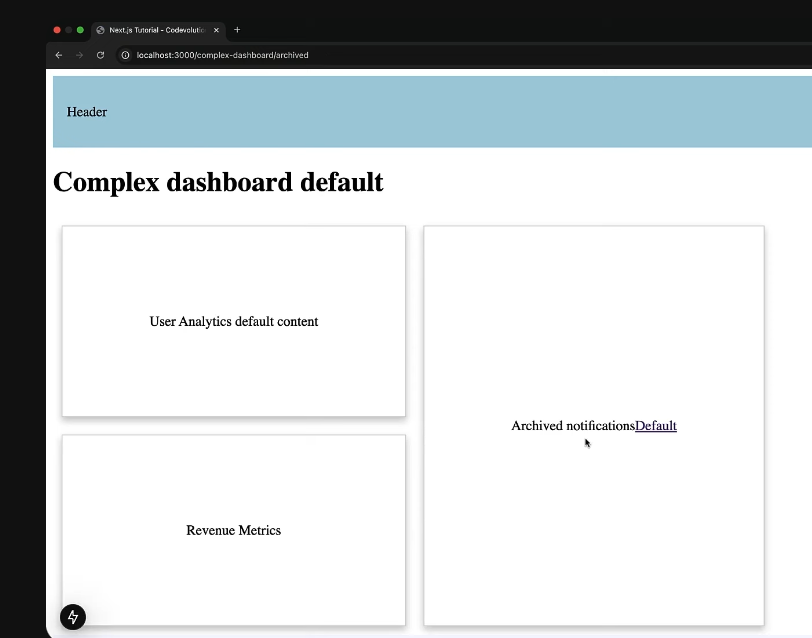 Next.js Tutorial - Codevolutio
localhost:3000/complex-dashboard/archived
Header
Complex dashboard default
User Analytics default content
Archived notificationsDefault
Revenue Metrics